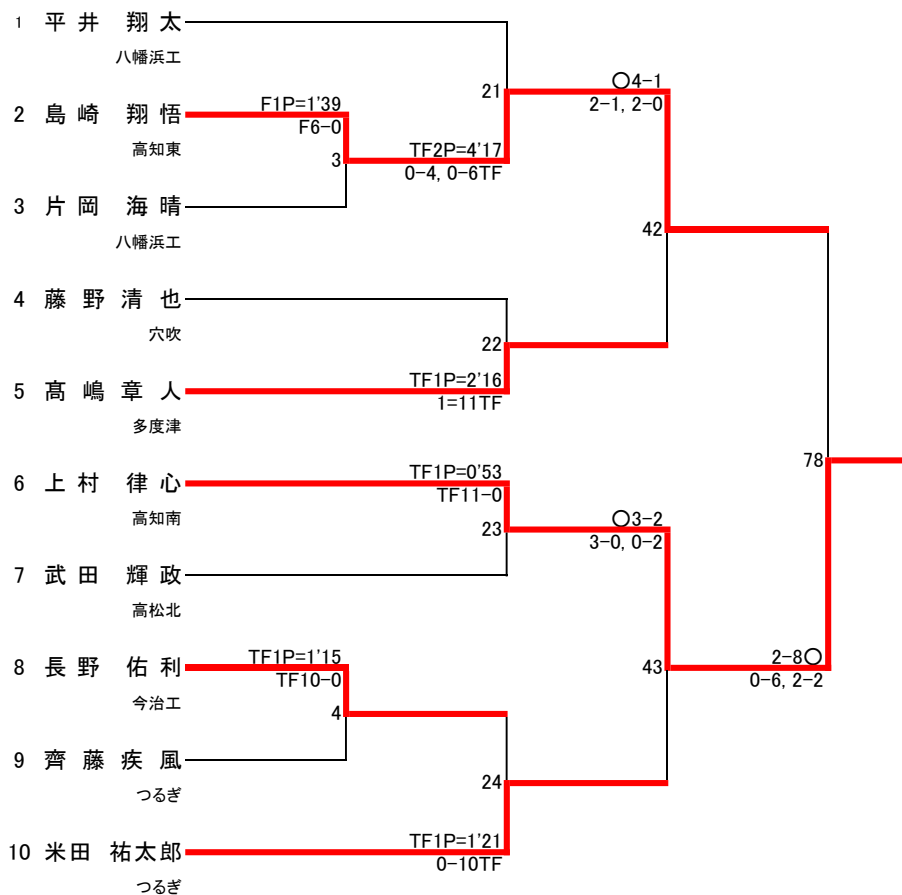 1 平井 翔太
八幡浜工
2 島崎 翔悟
高知東
3 片岡 海晴
八幡浜工
4 藤野清也
穴吹
5 髙嶋章人
多度津
6 上村 律心
高知南
7 武田 輝政
高松北
8 長野 佑利
今治工
9 齊藤疾風
つるぎ
10 米田 祐太郎
つるぎ
F1P=1'39
F6-0
3
TF1P=1'15
TF10-0
4
21
TF2P=4'17
0-4, 0-6TF
22
TF1P=2'16
1=11TF
TF1P=0'53
TF11-0
23
24
TF1P=1'21
0-10TF
〇4-1
2-1, 2-0
42
〇3-2
3-0, 0-2
43
78
2-8〇
0-6, 2-2